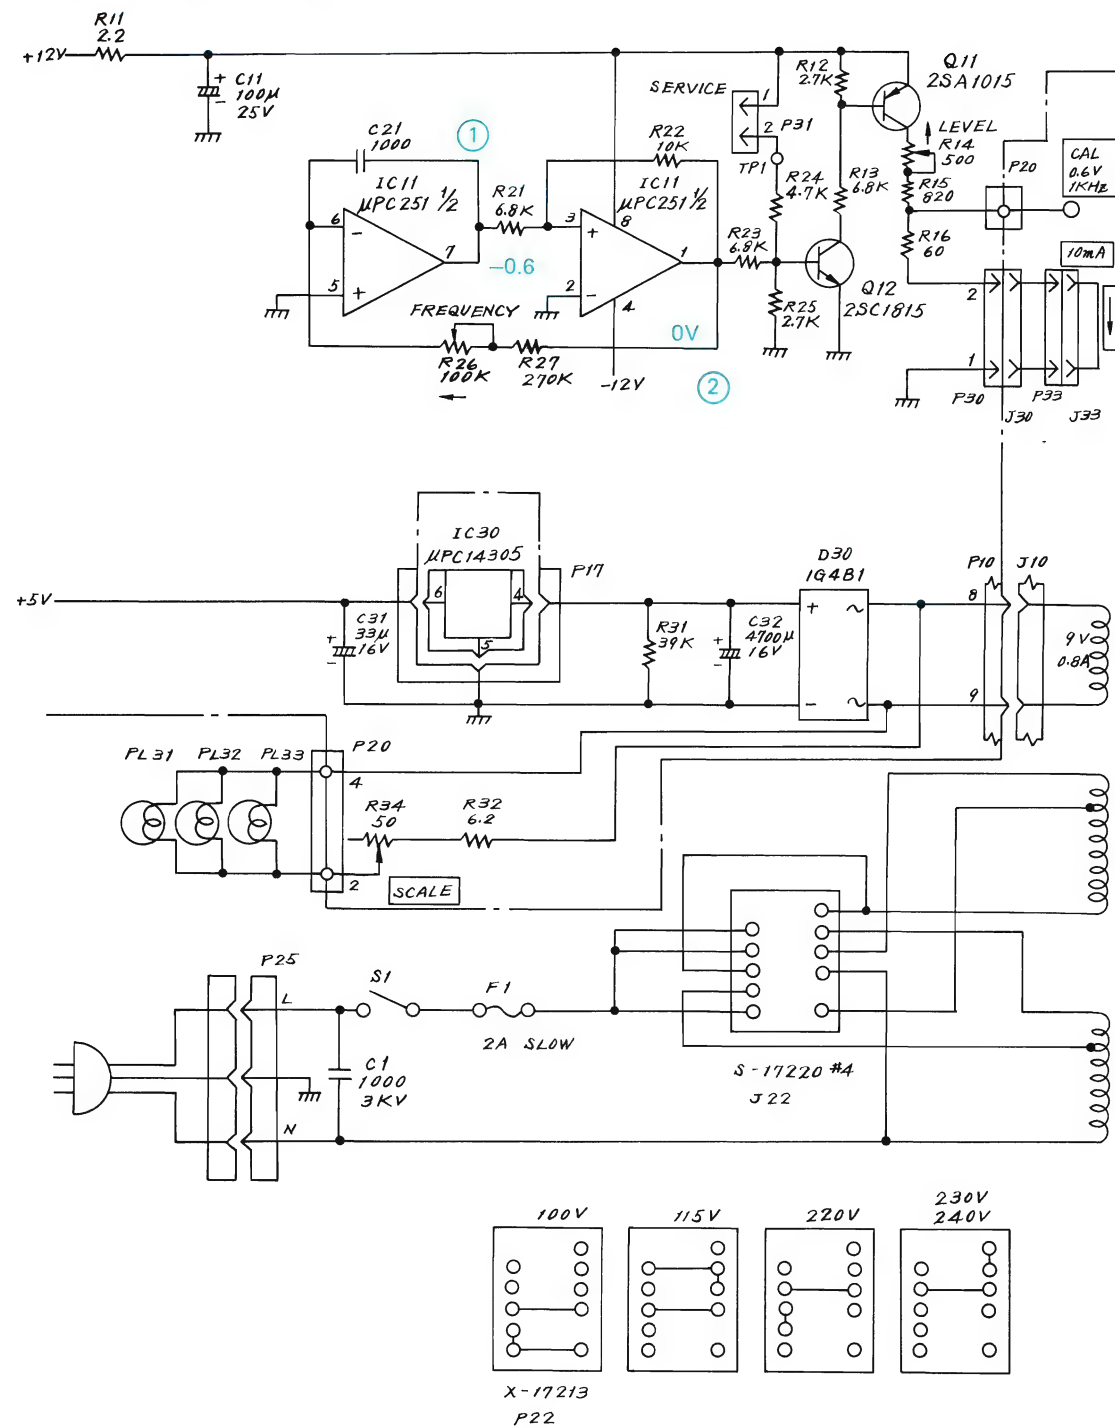 R11
2.2
+12V
+ C11
100μ
- 25V
C21
1000
1
IC11
μPC251 1/2
6
-
7
5
+
R21
6.8K
-0.6
R22
10K
IC11
μPC251 1/2
3
+
8
1
2
-
4
-12V
FREQUENCY
R26
100K
R27
270K
0V
2
SERVICE
1
2
P31
TP1
R24
4.7K
R23
6.8K
R25
2.7K
R12
2.7K
R13
6.8K
Q12
2SC1815
Q11
2SA1015
LEVEL
R14
500
R15
820
R16
60
P20
CAL
0.6V
1KHz
10mA
2
1
P30
J30
P33
J33
IC30
μPC14305
P17
+5V
6
4
5
C31
33μ
16V
+
-
R31
39K
C32
4700μ
16V
+
-
D30
1G4B1
+ ~
- ~
P10
J10
8
9
9V
0.8A
PL31
PL32
PL33
P20
4
2
R34
50
R32
6.2
SCALE
P25
L
N
S1
F1
2A SLOW
C1
1000
3KV
S-17220 #4
J22
100V
115V
220V
230V
240V
X-17213
P22